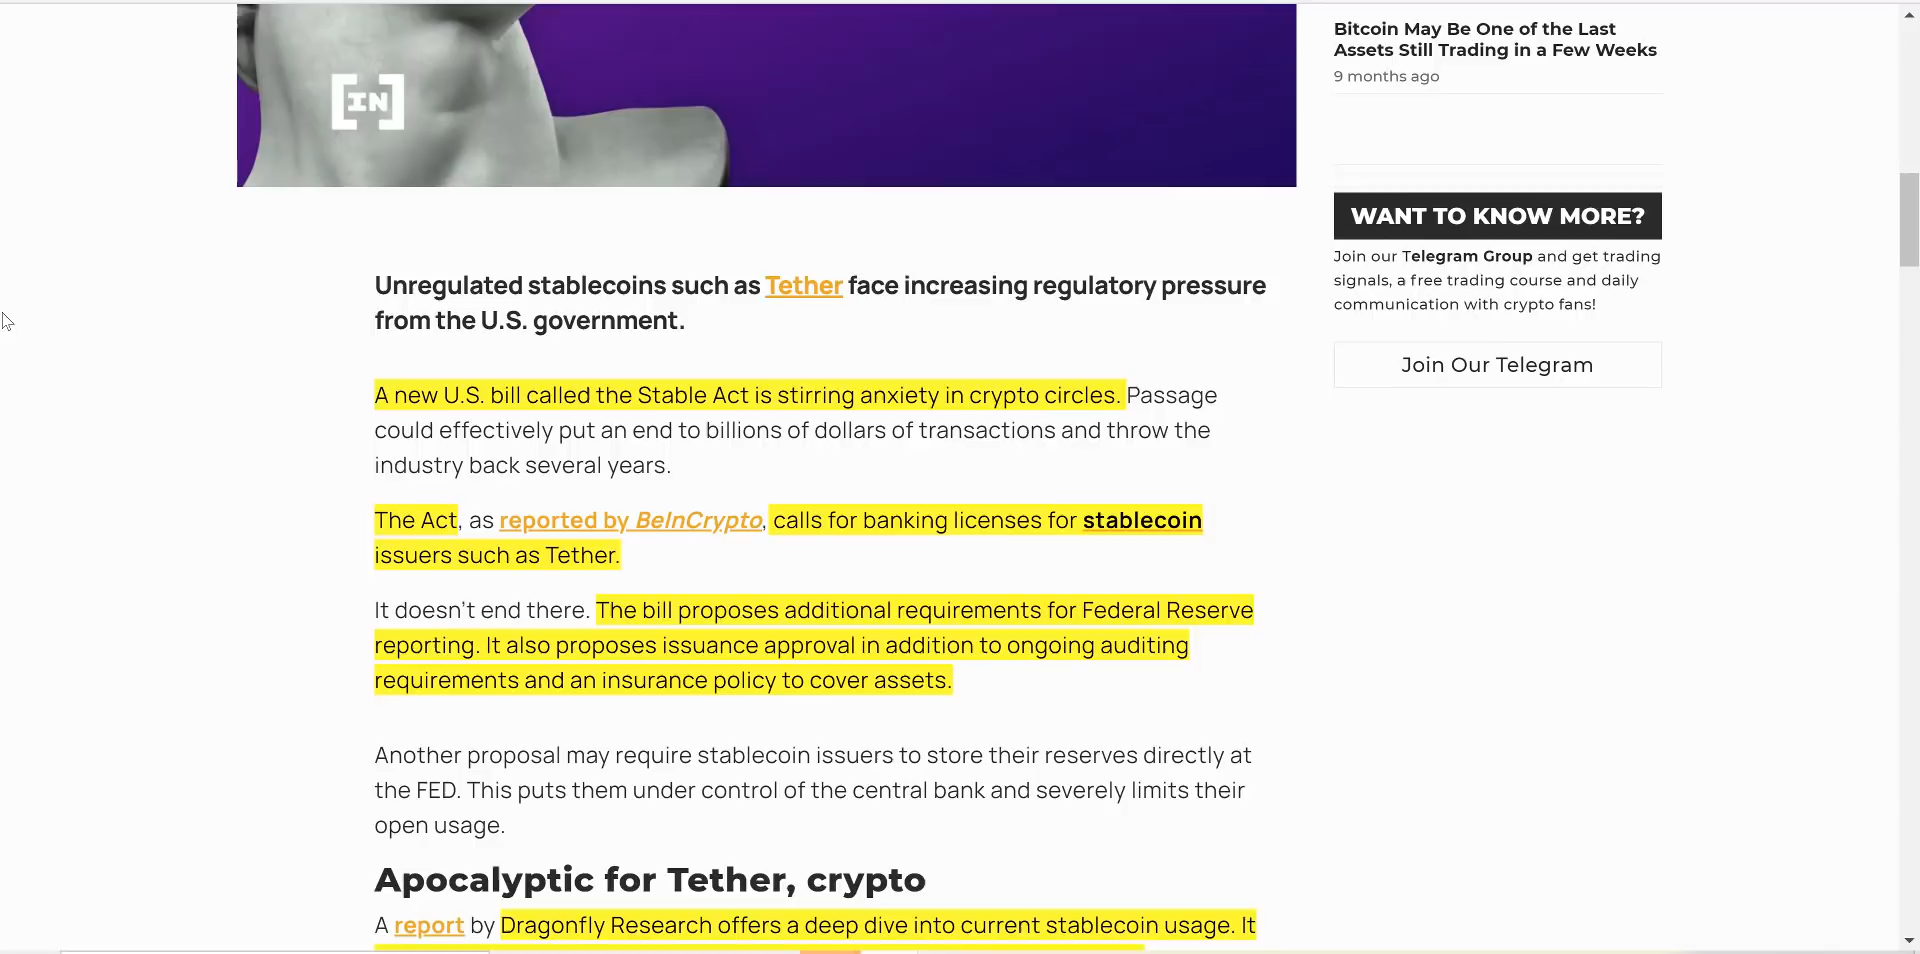 [IN]
Bitcoin May Be One of the Last
Assets Still Trading in a Few Weeks
9 months ago
WANT TO KNOW MORE?
Join our Telegram Group and get trading
signals, a free trading course and daily
communication with crypto fans!
Join Our Telegram
Unregulated stablecoins such as Tether face increasing regulatory pressure
from the U.S. government.
A new U.S. bill called the Stable Act is stirring anxiety in crypto circles. Passage
could effectively put an end to billions of dollars of transactions and throw the
industry back several years.
The Act, as reported by BeInCrypto, calls for banking licenses for stablecoin
issuers such as Tether.
It doesn’t end there. The bill proposes additional requirements for Federal Reserve
reporting. It also proposes issuance approval in addition to ongoing auditing
requirements and an insurance policy to cover assets.
Another proposal may require stablecoin issuers to store their reserves directly at
the FED. This puts them under control of the central bank and severely limits their
open usage.
Apocalyptic for Tether, crypto
A report by Dragonfly Research offers a deep dive into current stablecoin usage. It